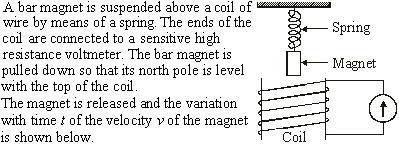 A bar magnet is suspended above a coil of
wire by means of a spring. The ends of the
coil are connected to a sensitive high
resistance voltmeter. The bar magnet is
pulled down so that its north pole is level
with the top of the coil.
The magnet is released and the variation
with time t of the velocity v of the magnet
is shown below.
Spring
Magnet
Coil